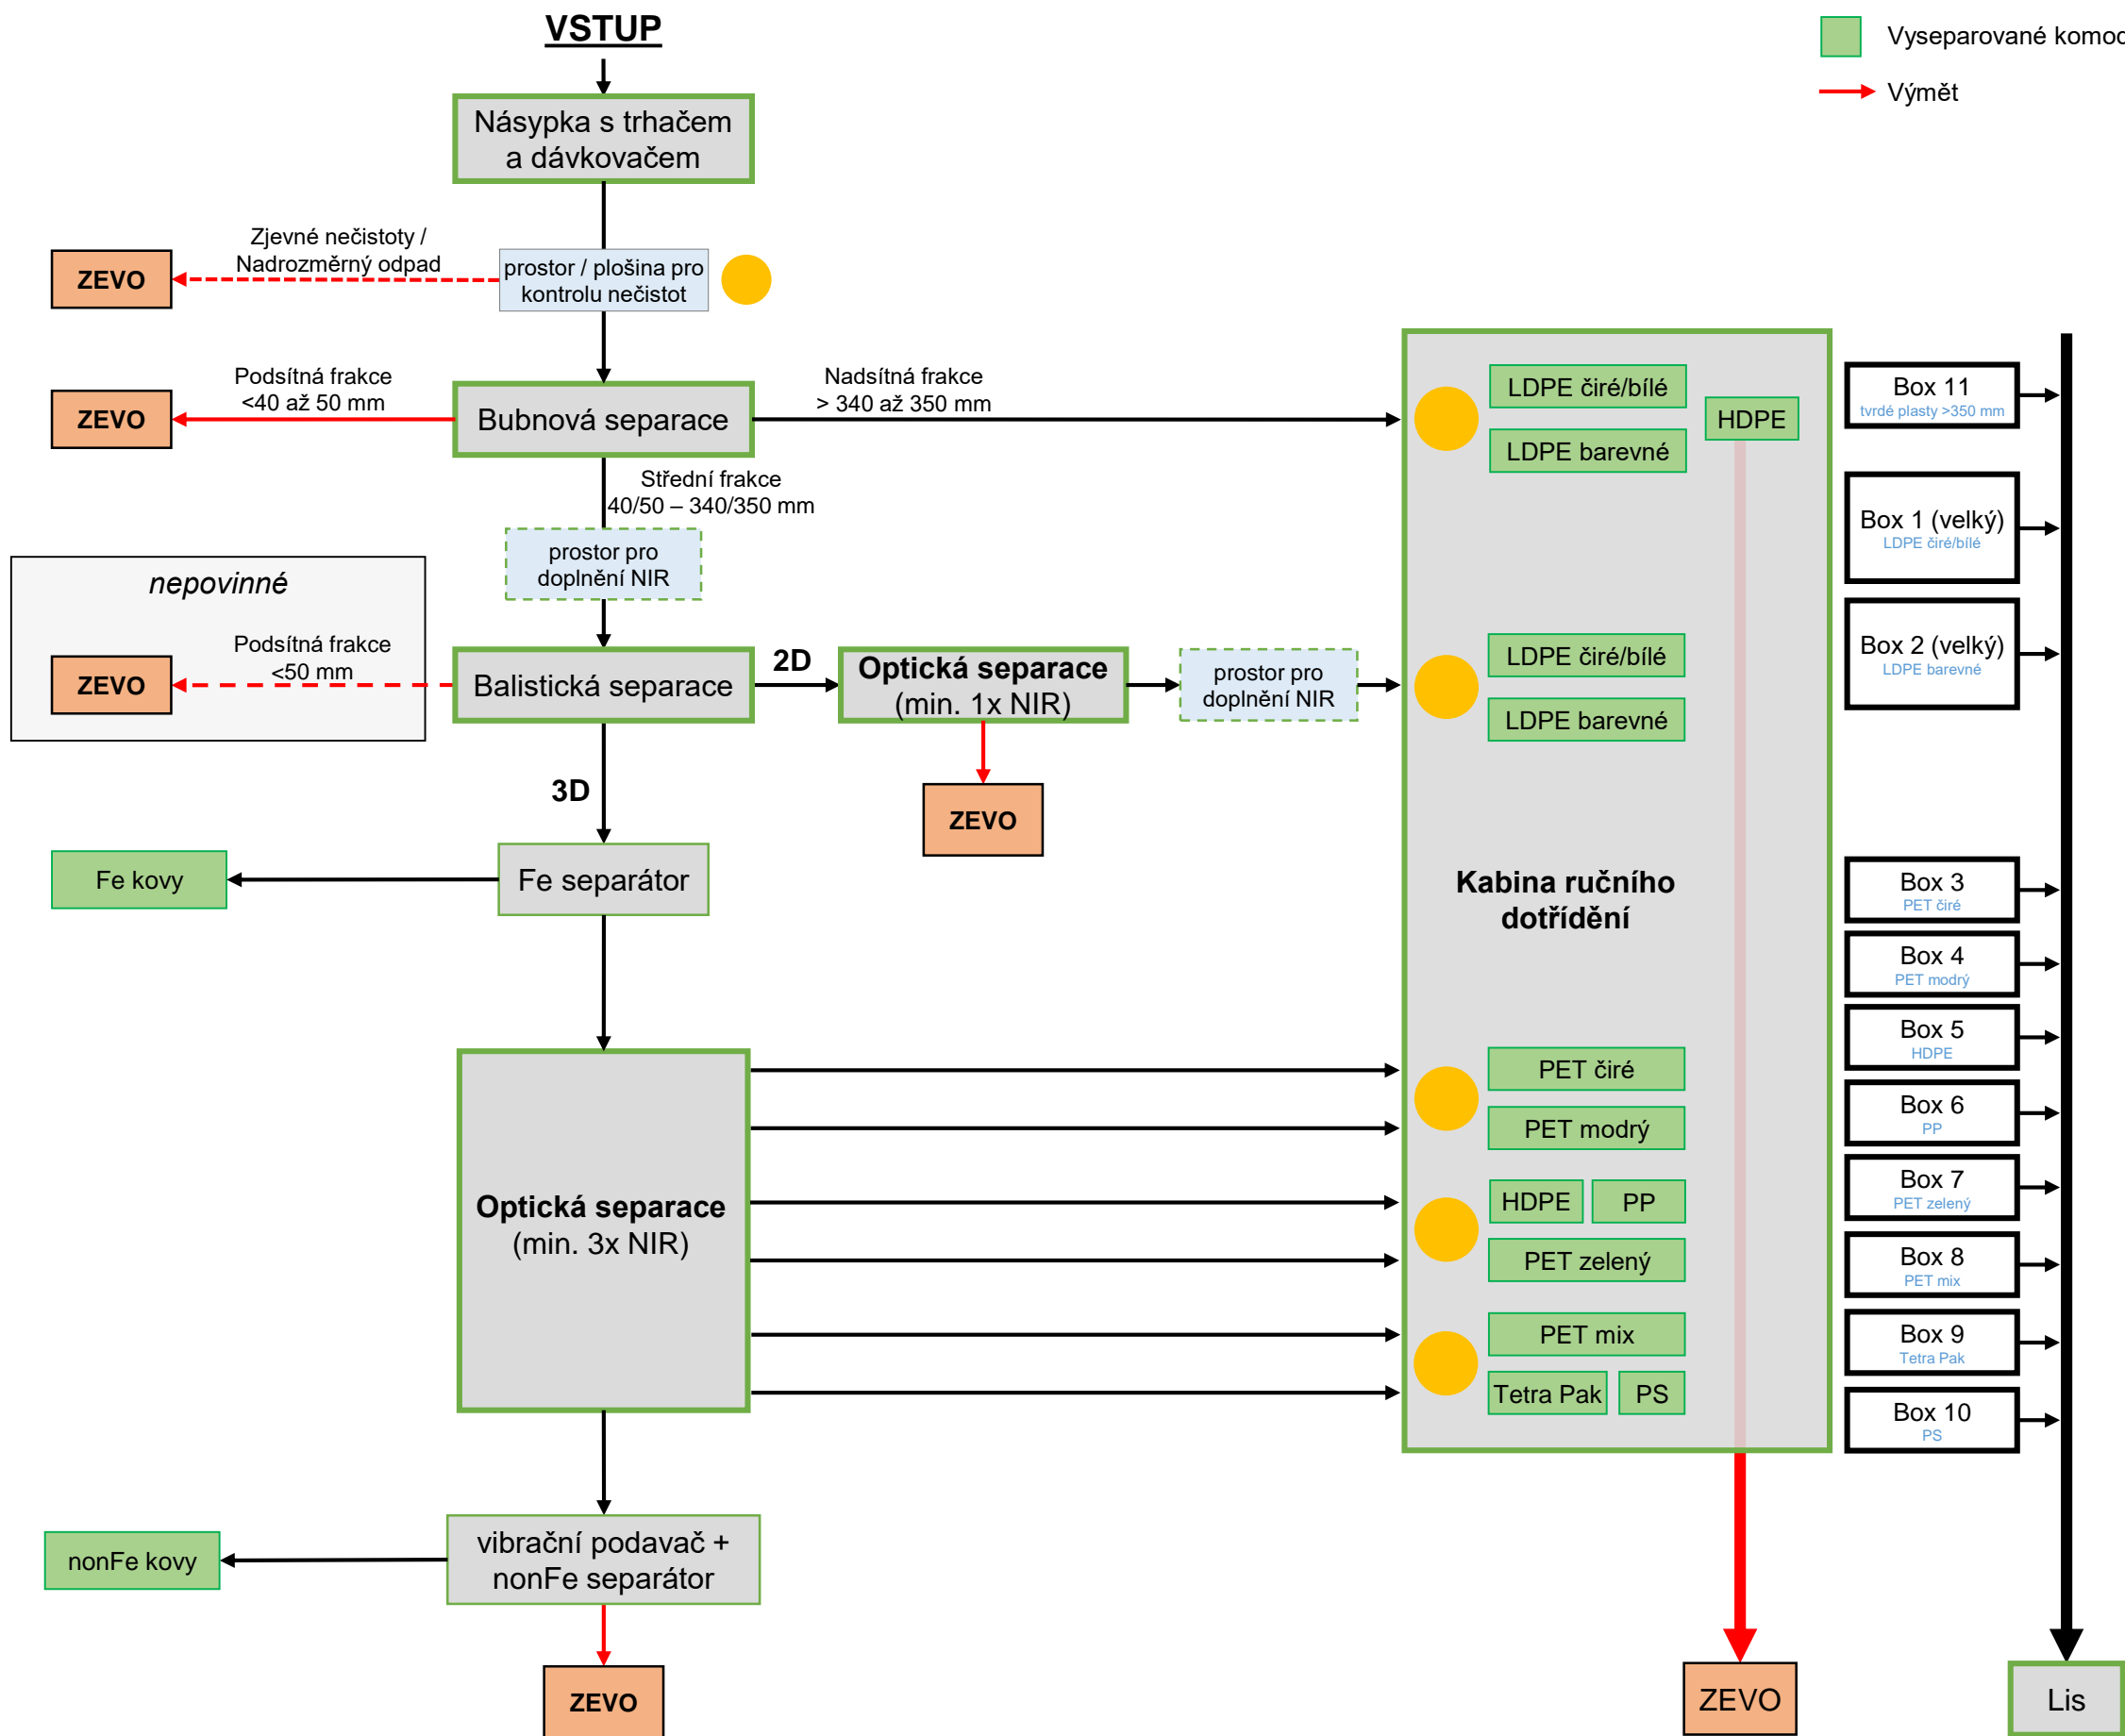 VSTUP
Vyseparované komod
Výmět
Násypka s trhačem
a dávkovačem
Zjevné nečistoty /
Nadrozměrný odpad
ZEVO
prostor / plošina pro
kontrolu nečistot
Podsítná frakce
<40 až 50 mm
ZEVO
Bubnová separace
Nadsítná frakce
> 340 až 350 mm
LDPE čiré/bílé
HDPE
LDPE barevné
Box 11
tvrdé plasty >350 mm
Střední frakce
40/50 – 340/350 mm
Box 1 (velký)
LDPE čiré/bílé
prostor pro
doplnění NIR
nepovinné
Podsítná frakce
<50 mm
ZEVO
Balistická separace
2D
Optická separace
(min. 1x NIR)
prostor pro
doplnění NIR
LDPE čiré/bílé
LDPE barevné
Box 2 (velký)
LDPE barevné
3D
ZEVO
Fe kovy
Fe separátor
Kabina ručního
dotřídění
Box 3
PET čiré
Box 4
PET modrý
Box 5
HDPE
PET čiré
PET modrý
Box 6
PP
Optická separace
(min. 3x NIR)
HDPE
PP
PET zelený
Box 7
PET zelený
Box 8
PET mix
PET mix
Tetra Pak
PS
Box 9
Tetra Pak
Box 10
PS
nonFe kovy
vibrační podavač +
nonFe separátor
ZEVO
ZEVO
Lis